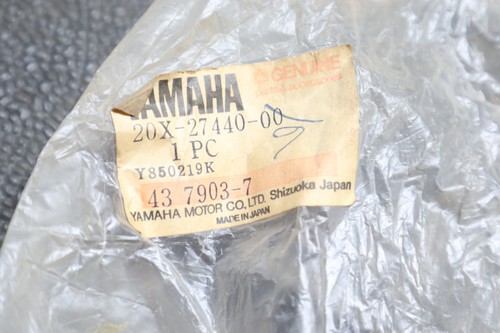 GENUINE
YAMAHA
20X-27440-00
1 PC
Y850219K
43 7903-7
YAMAHA MOTOR CO., LTD. Shizuoka Japan
MADE IN JAPAN